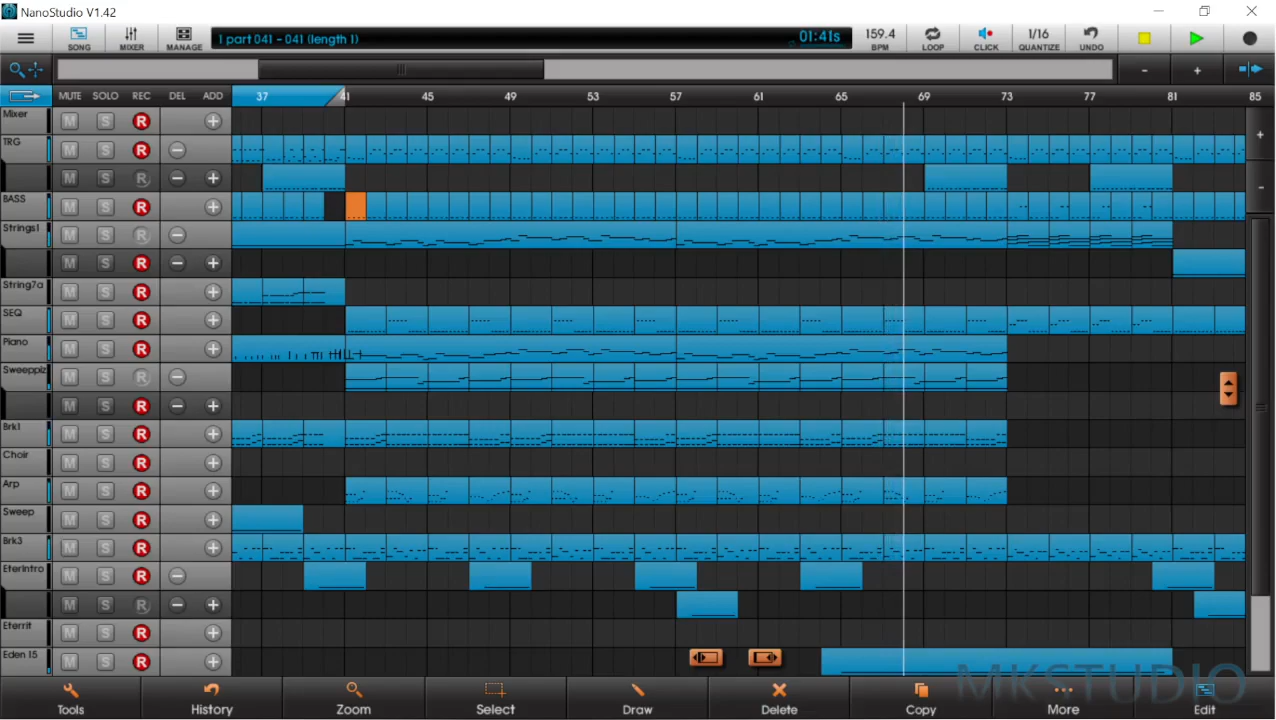 NanoStudio V1.42
SONG MIXER MANAGE 1 part 041 - 041 (length 1) 01:41s 159.4 BPM LOOP CLICK 1/16 QUANTIZE UNDO
- +
MUTE SOLO REC DEL ADD 37 41 45 49 53 57 61 65 69 73 77 81 85
Mixer M S R +
TRG M S R -
M S R - +
BASS M S R +
Strings1 M S R -
M S R - +
String7a M S R +
SEQ M S R +
Piano M S R +
Sweeppiz M S R -
M S R - +
Brk1 M S R +
Choir M S R +
Arp M S R +
Sweep M S R +
Brk3 M S R +
EterIntro M S R -
M S R - +
Eterrit M S R +
Eden 15 M S R +
MKSTUDIO
Tools History Zoom Select Draw Delete Copy More Edit